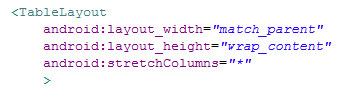 <TableLayout
android:layout_width="match_parent"
android:layout_height="wrap_content"
android:stretchColumns="*"
>